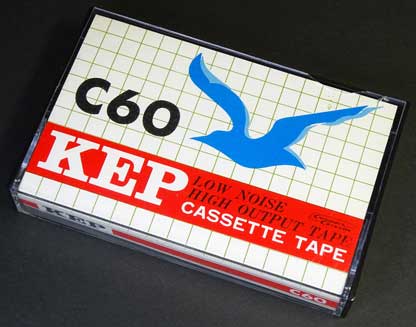 C60
KEP
LOW NOISE
HIGH OUTPUT TAPE
CASSETTE TAPE
KEP
C60